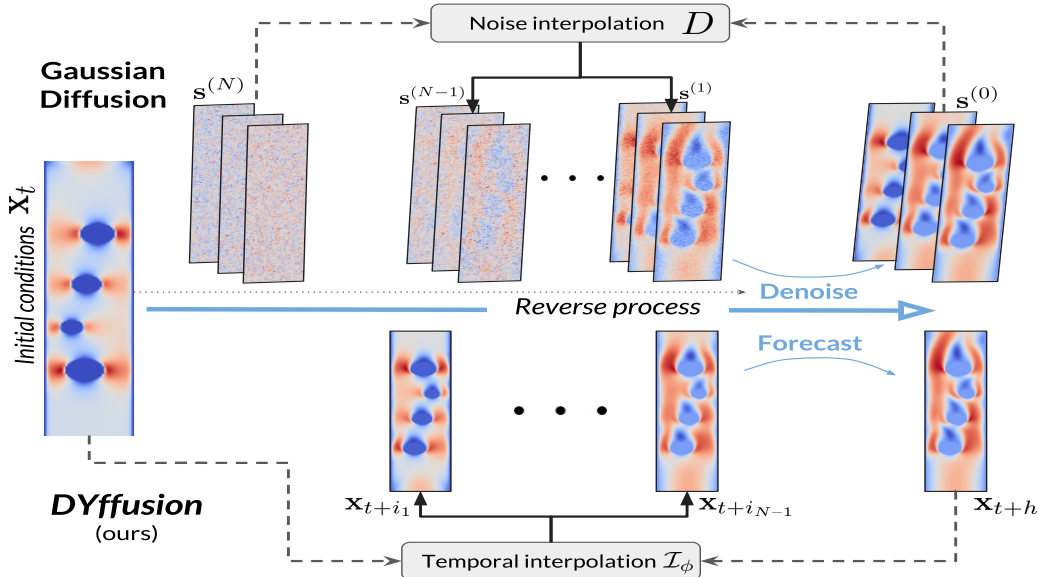 Noise interpolation D
Gaussian
Diffusion
s^(N)
s^(N−1)
s^(1)
s^(0)
Initial conditions x_t
Denoise
Reverse process
Forecast
DYffusion
(ours)
x_{t+i_1}
x_{t+i_{N−1}}
x_{t+h}
Temporal interpolation I_ϕ